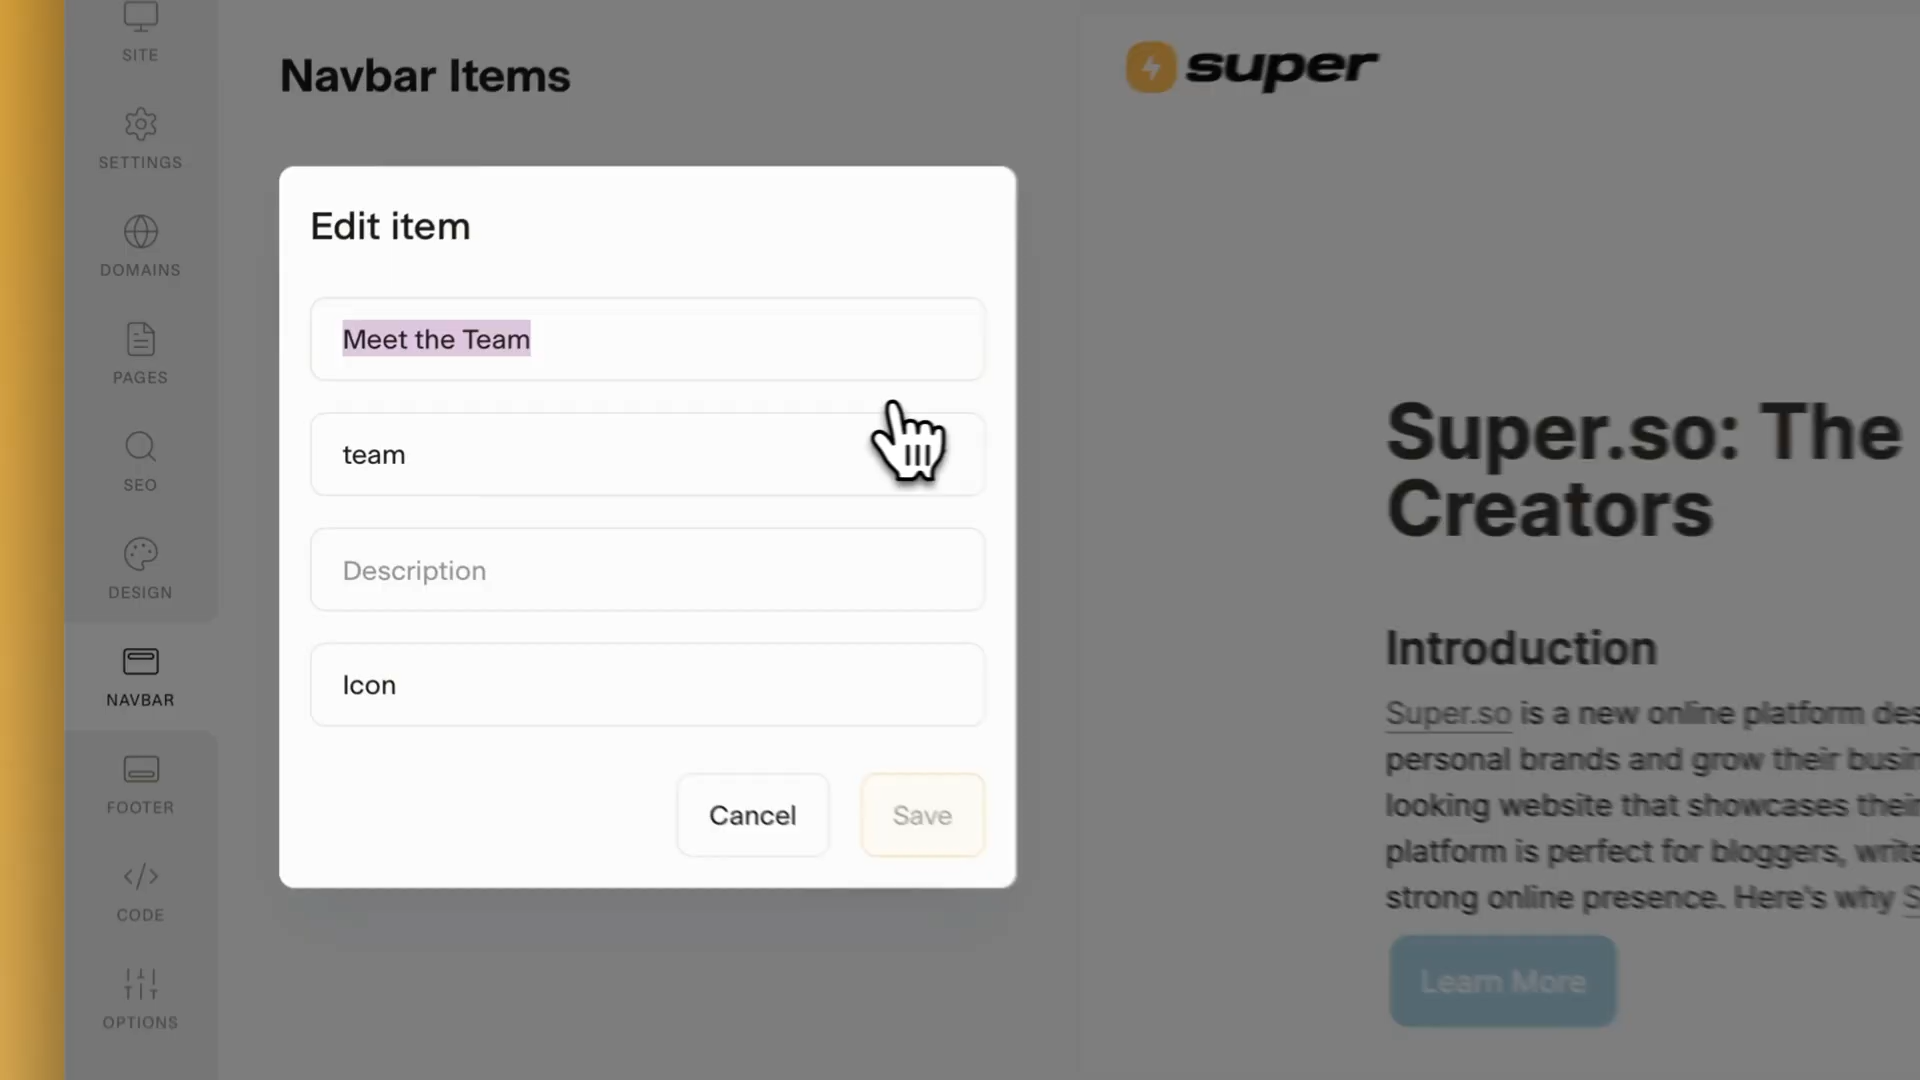 SITE
SETTINGS
DOMAINS
PAGES
SEO
DESIGN
NAVBAR
FOOTER
CODE
OPTIONS
Navbar Items
Edit item
Meet the Team
team
Description
Icon
Cancel
Save
super
Super.so: The
Creators
Introduction
Super.so is a new online platform des
personal brands and grow their busin
looking website that showcases their
platform is perfect for bloggers, write
strong online presence. Here's why S
Learn More